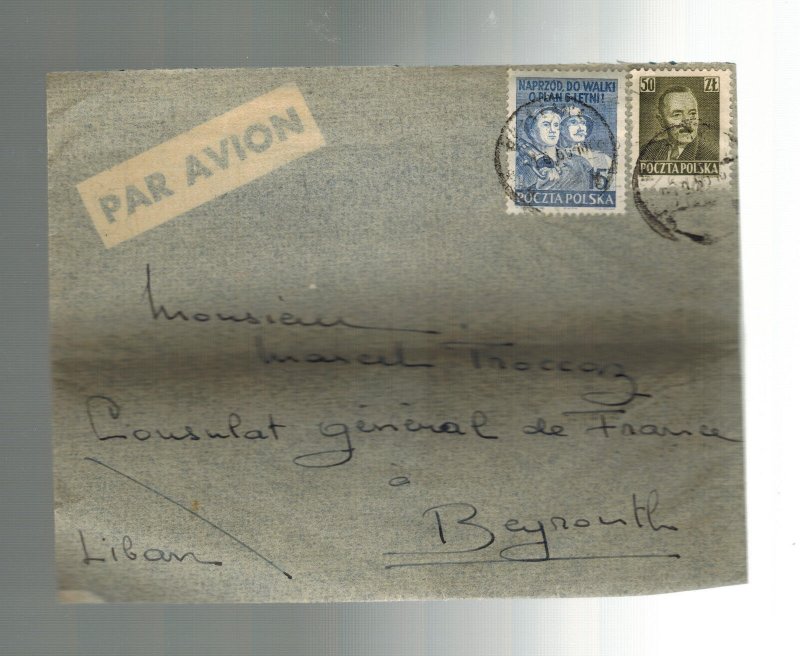 PAR AVION
NAPRZÓD, DO WALKI
O PLAN 6-LETNI!
15
POCZTA POLSKA
50 Zł
POCZTA POLSKA
Monsieur
Marcel Troccaz
Consulat général de France
à
Beyrouth
Liban